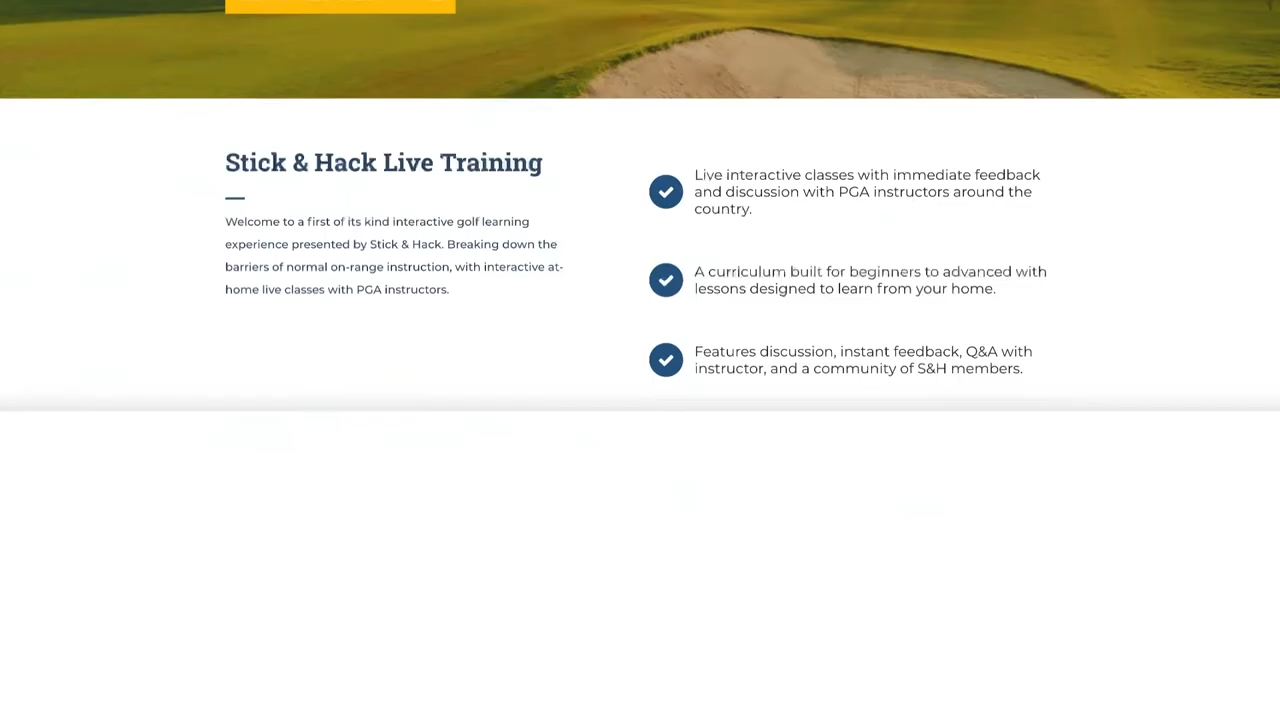 Stick & Hack Live Training
Welcome to a first of its kind interactive golf learning
experience presented by Stick & Hack. Breaking down the
barriers of normal on-range instruction, with interactive at-
home live classes with PGA instructors.
Live interactive classes with immediate feedback
and discussion with PGA instructors around the
country.
A curriculum built for beginners to advanced with
lessons designed to learn from your home.
Features discussion, instant feedback, Q&A with
instructor, and a community of S&H members.